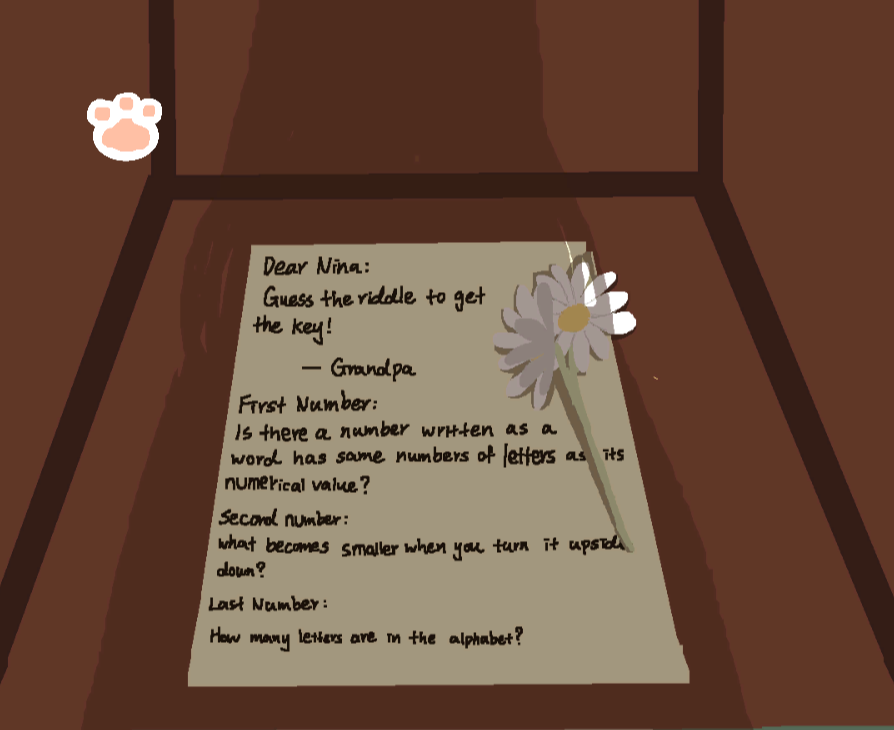 Dear Nina:
Guess the riddle to get
the key!
— Grandpa
First Number:
Is there a number written as a
word has same numbers of letters as its
numerical value?
Second number:
what becomes smaller when you turn it upside
down?
Last Number:
How many letters are in the alphabet?